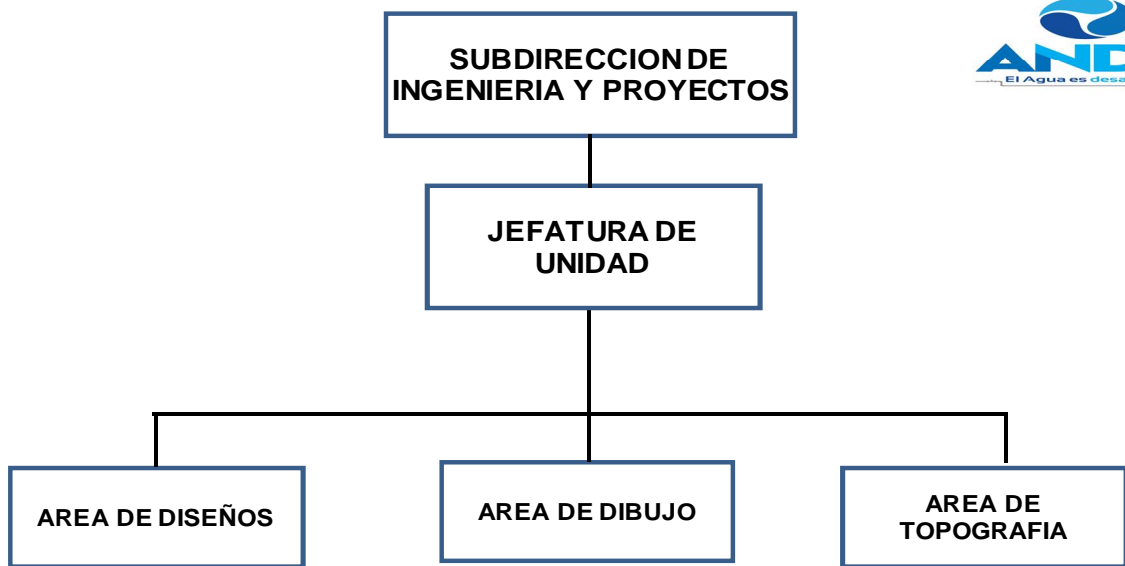 SUBDIRECCION DE
INGENIERIA Y PROYECTOS
El Agua es
JEFATURA DE
UNIDAD
AREA DE DISEÑOS
AREA DE DIBUJO
AREA DE
TOPOGRAFIA